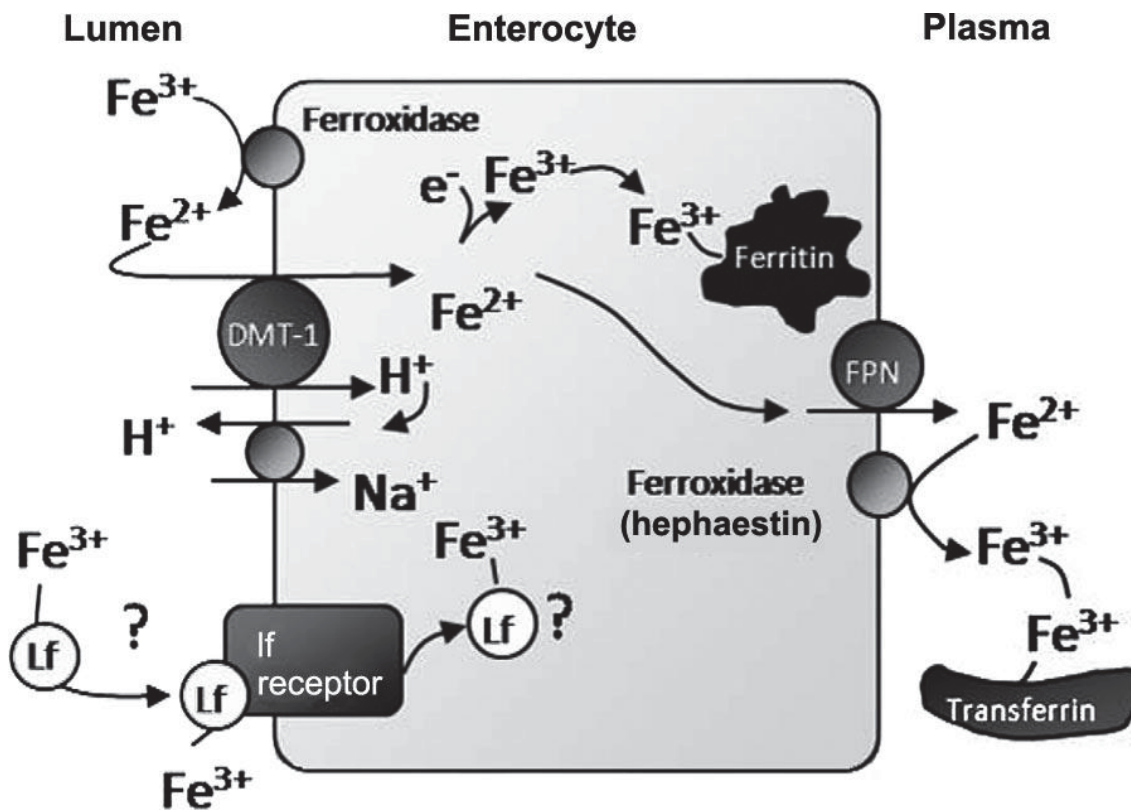 Lumen
Enterocyte
Plasma
Fe³⁺
Ferroxidase
Fe²⁺
e⁻
Fe³⁺
Fe³⁺
Ferritin
Fe²⁺
DMT-1
H⁺
H⁺
Na⁺
FPN
Fe²⁺
Ferroxidase
(hephaestin)
Fe³⁺
Fe³⁺
Transferrin
Fe³⁺
Lf
?
If
receptor
Lf
Fe³⁺
Fe³⁺
Lf
?